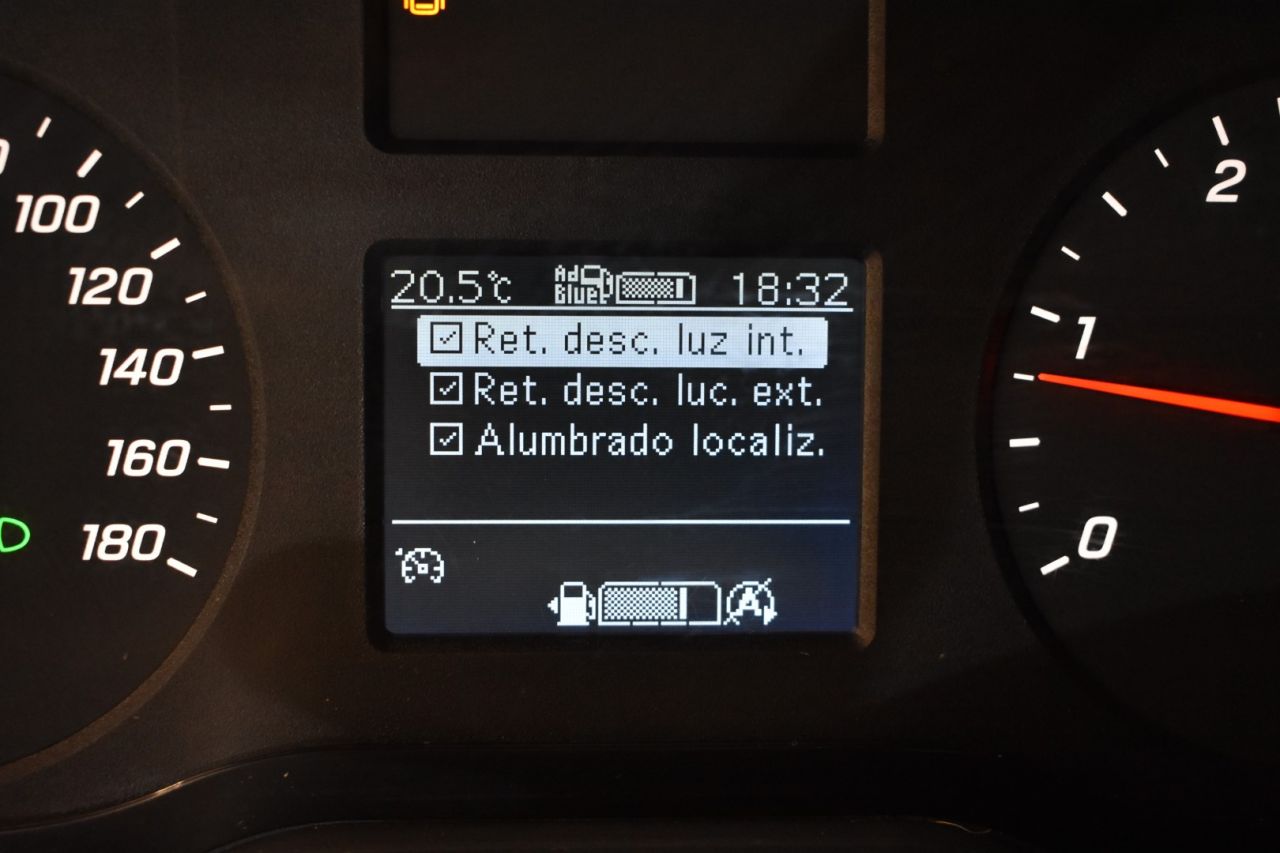 100
120
140
160
180
20.5°C AdBlue 18:32
Ret. desc. luz int.
Ret. desc. luc. ext.
Alumbrado localiz.
A
2
1
0